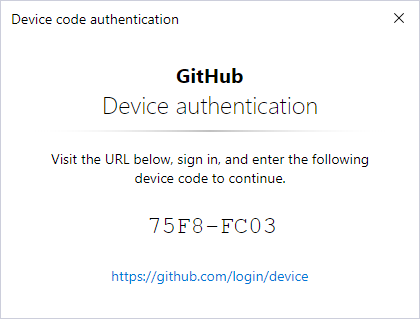 Device code authentication
GitHub
Device authentication
Visit the URL below, sign in, and enter the following
device code to continue.
75F8-FC03
https://github.com/login/device